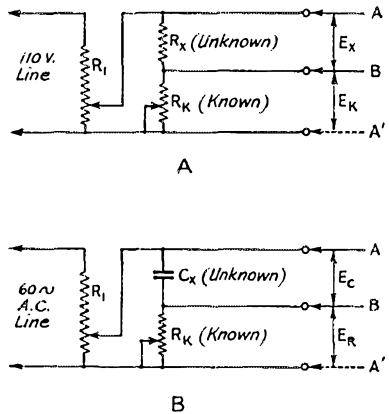 110 V.
Line
R1
RX (Unknown)
RK (Known)
EX
EK
A
B
A'
A
60~
A.C.
Line
R1
CX (Unknown)
RK (Known)
EC
ER
A
B
A'
B